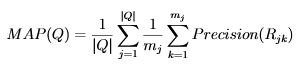 MAP(Q) = \frac{1}{|Q|} \sum_{j=1}^{|Q|} \frac{1}{m_j} \sum_{k=1}^{m_j} Precision(R_{jk})